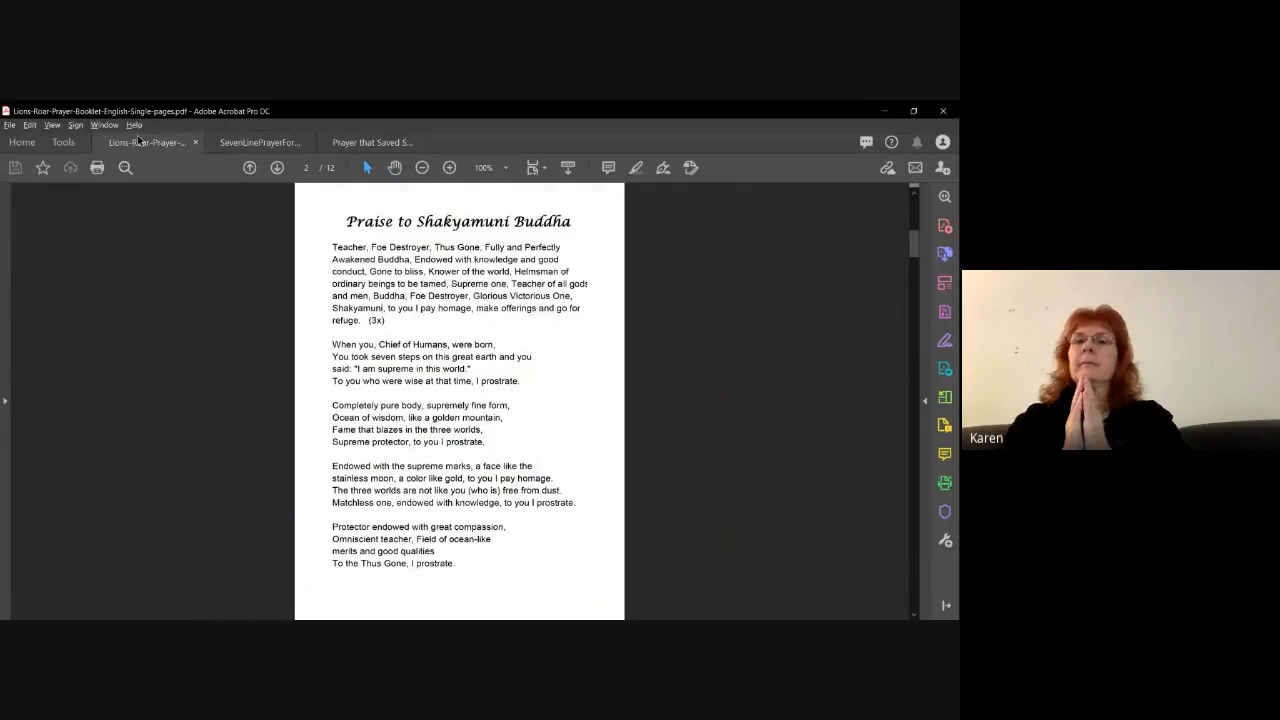 Lions-Roar-Prayer-Booklet-English-Single-pages.pdf - Adobe Acrobat Pro DC
File Edit View Sign Window Help
Home Tools Lions-Roar-Prayer-... SevenLinePrayerFor... Prayer that Saved S...
2 / 12 100%
Praise to Shakyamuni Buddha
Teacher, Foe Destroyer, Thus Gone, Fully and Perfectly
Awakened Buddha, Endowed with knowledge and good
conduct, Gone to bliss, Knower of the world, Helmsman of
ordinary beings to be tamed, Supreme one, Teacher of all gods
and men, Buddha, Foe Destroyer, Glorious Victorious One,
Shakyamuni, to you I pay homage, make offerings and go for
refuge. (3x)
When you, Chief of Humans, were born,
You took seven steps on this great earth and you
said: "I am supreme in this world."
To you who were wise at that time, I prostrate.
Completely pure body, supremely fine form,
Ocean of wisdom, like a golden mountain,
Fame that blazes in the three worlds,
Supreme protector, to you I prostrate.
Endowed with the supreme marks, a face like the
stainless moon, a color like gold, to you I pay homage.
The three worlds are not like you (who is) free from dust.
Matchless one, endowed with knowledge, to you I prostrate.
Protector endowed with great compassion,
Omniscient teacher, Field of ocean-like
merits and good qualities
To the Thus Gone, I prostrate.
Karen